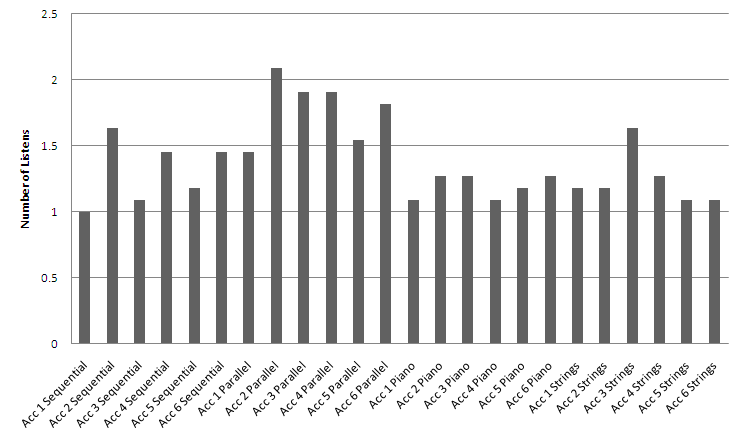 2.5
2
1.5
1
0.5
0
Number of Listens
Acc 1 Sequential
Acc 2 Sequential
Acc 3 Sequential
Acc 4 Sequential
Acc 5 Sequential
Acc 6 Sequential
Acc 1 Parallel
Acc 2 Parallel
Acc 3 Parallel
Acc 4 Parallel
Acc 5 Parallel
Acc 6 Parallel
Acc 1 Piano
Acc 2 Piano
Acc 3 Piano
Acc 4 Piano
Acc 5 Piano
Acc 6 Piano
Acc 1 Strings
Acc 2 Strings
Acc 3 Strings
Acc 4 Strings
Acc 5 Strings
Acc 6 Strings